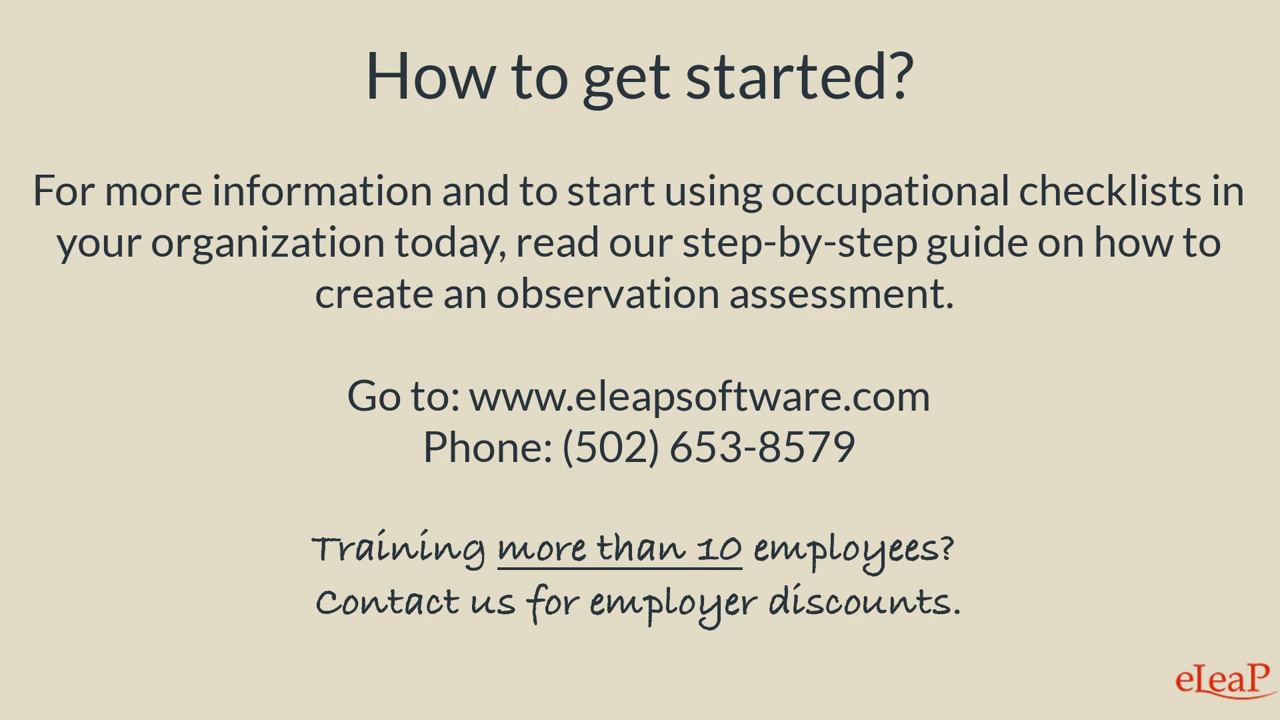 How to get started?
For more information and to start using occupational checklists in
your organization today, read our step-by-step guide on how to
create an observation assessment.
Go to: www.eleapsoftware.com
Phone: (502) 653-8579
Training more than 10 employees?
Contact us for employer discounts.
eLeaP